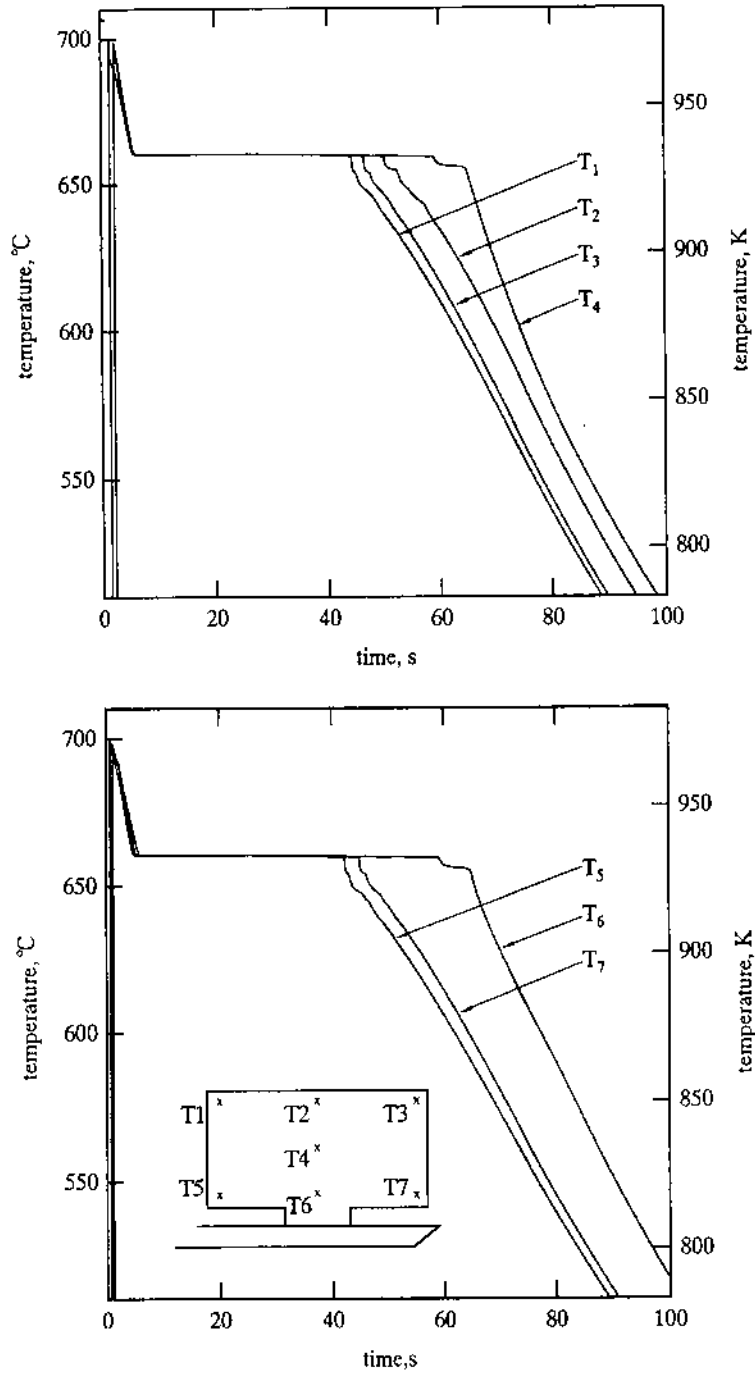 700
650
600
550
temperature, °C
950
900
850
800
temperature, K
T₁
T₂
T₃
T₄
0
20
40
60
80
100
time, s
700
650
600
550
temperature, °C
950
900
850
800
temperature, K
T₅
T₆
T₇
T1 x T2 x T3 x
T4 x
T5 x T6 x T7 x
0
20
40
60
80
100
time,s